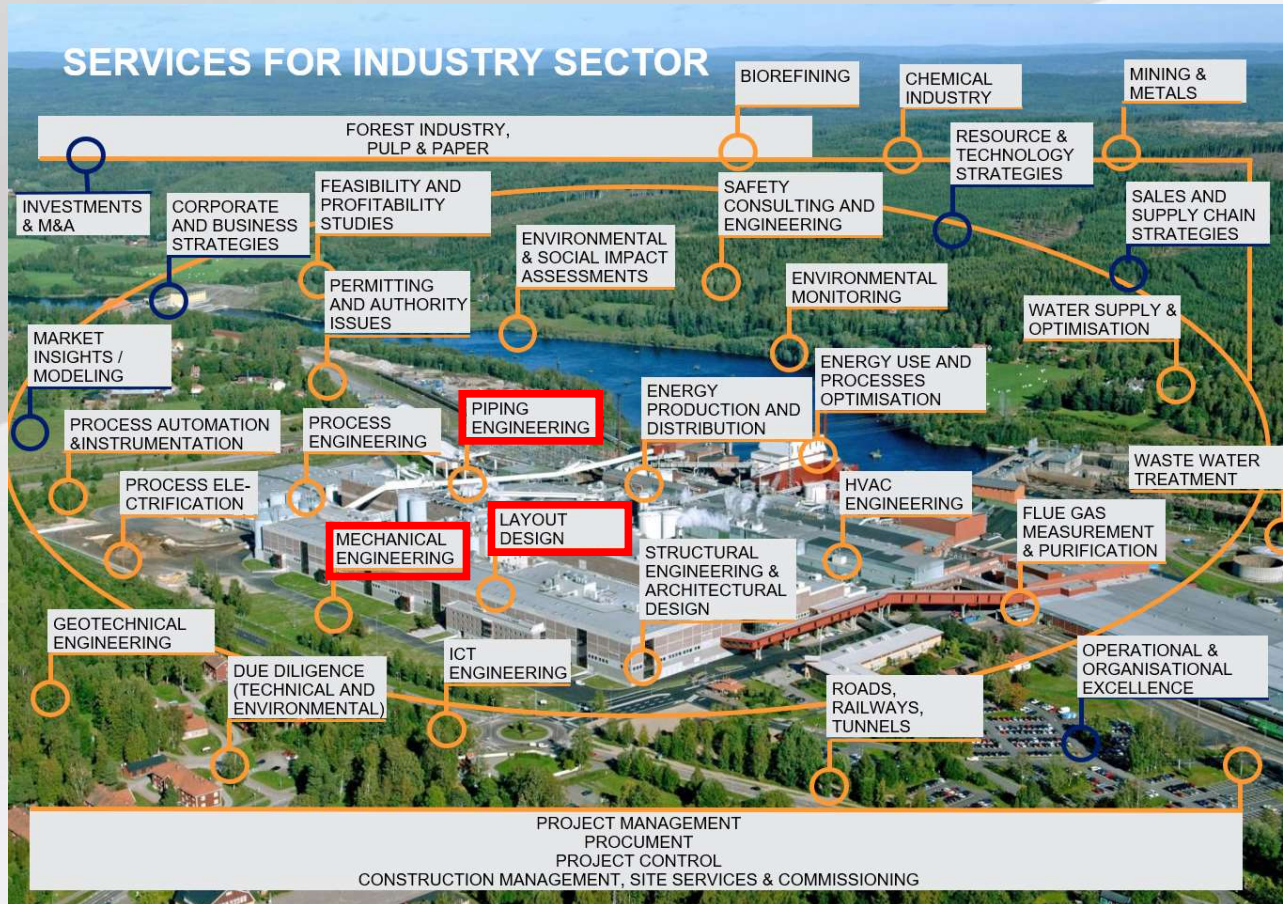 SERVICES FOR INDUSTRY SECTOR
BIOREFINING
CHEMICAL
INDUSTRY
MINING &
METALS
FOREST INDUSTRY,
PULP & PAPER
RESOURCE &
TECHNOLOGY
STRATEGIES
INVESTMENTS
& M&A
CORPORATE
AND BUSINESS
STRATEGIES
FEASIBILITY AND
PROFITABILITY
STUDIES
SAFETY
CONSULTING AND
ENGINEERING
SALES AND
SUPPLY CHAIN
STRATEGIES
ENVIRONMENTAL
& SOCIAL IMPACT
ASSESSMENTS
PERMITTING
AND AUTHORITY
ISSUES
ENVIRONMENTAL
MONITORING
WATER SUPPLY &
OPTIMISATION
MARKET
INSIGHTS /
MODELING
ENERGY USE AND
PROCESSES
OPTIMISATION
PROCESS AUTOMATION
&INSTRUMENTATION
PROCESS
ENGINEERING
PIPING
ENGINEERING
ENERGY
PRODUCTION AND
DISTRIBUTION
WASTE WATER
TREATMENT
PROCESS ELE-
CTRIFICATION
HVAC
ENGINEERING
MECHANICAL
ENGINEERING
LAYOUT
DESIGN
FLUE GAS
MEASUREMENT
& PURIFICATION
STRUCTURAL
ENGINEERING &
ARCHITECTURAL
DESIGN
GEOTECHNICAL
ENGINEERING
DUE DILIGENCE
(TECHNICAL AND
ENVIRONMENTAL)
ICT
ENGINEERING
OPERATIONAL &
ORGANISATIONAL
EXCELLENCE
ROADS,
RAILWAYS,
TUNNELS
PROJECT MANAGEMENT
PROCUMENT
PROJECT CONTROL
CONSTRUCTION MANAGEMENT, SITE SERVICES & COMMISSIONING